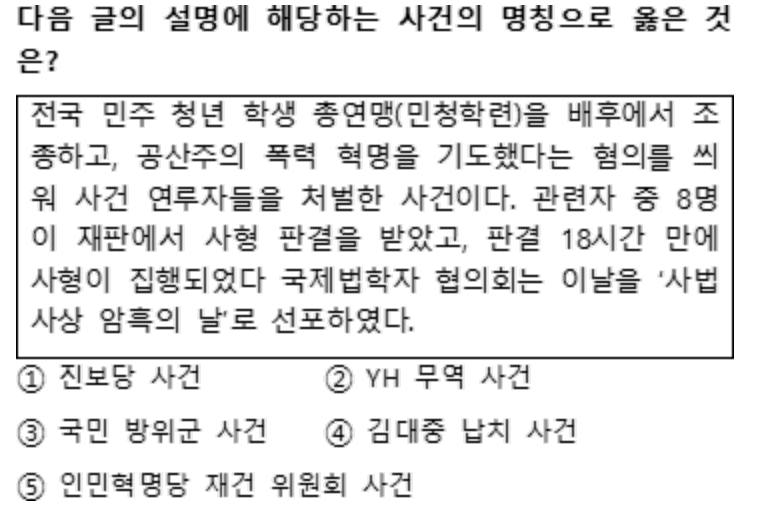 다음 글의 설명에 해당하는 사건의 명칭으로 옳은 것
은?
전국 민주 청년 학생 총연맹(민청학련)을 배후에서 조
종하고, 공산주의 폭력 혁명을 기도했다는 혐의를 씌
워 사건 연루자들을 처벌한 사건이다. 관련자 중 8명
이 재판에서 사형 판결을 받았고, 판결 18시간 만에
사형이 집행되었다 국제법학자 협의회는 이날을 '사법
사상 암흑의 날'로 선포하였다.
① 진보당 사건 ② YH 무역 사건
③ 국민 방위군 사건 ④ 김대중 납치 사건
⑤ 인민혁명당 재건 위원회 사건